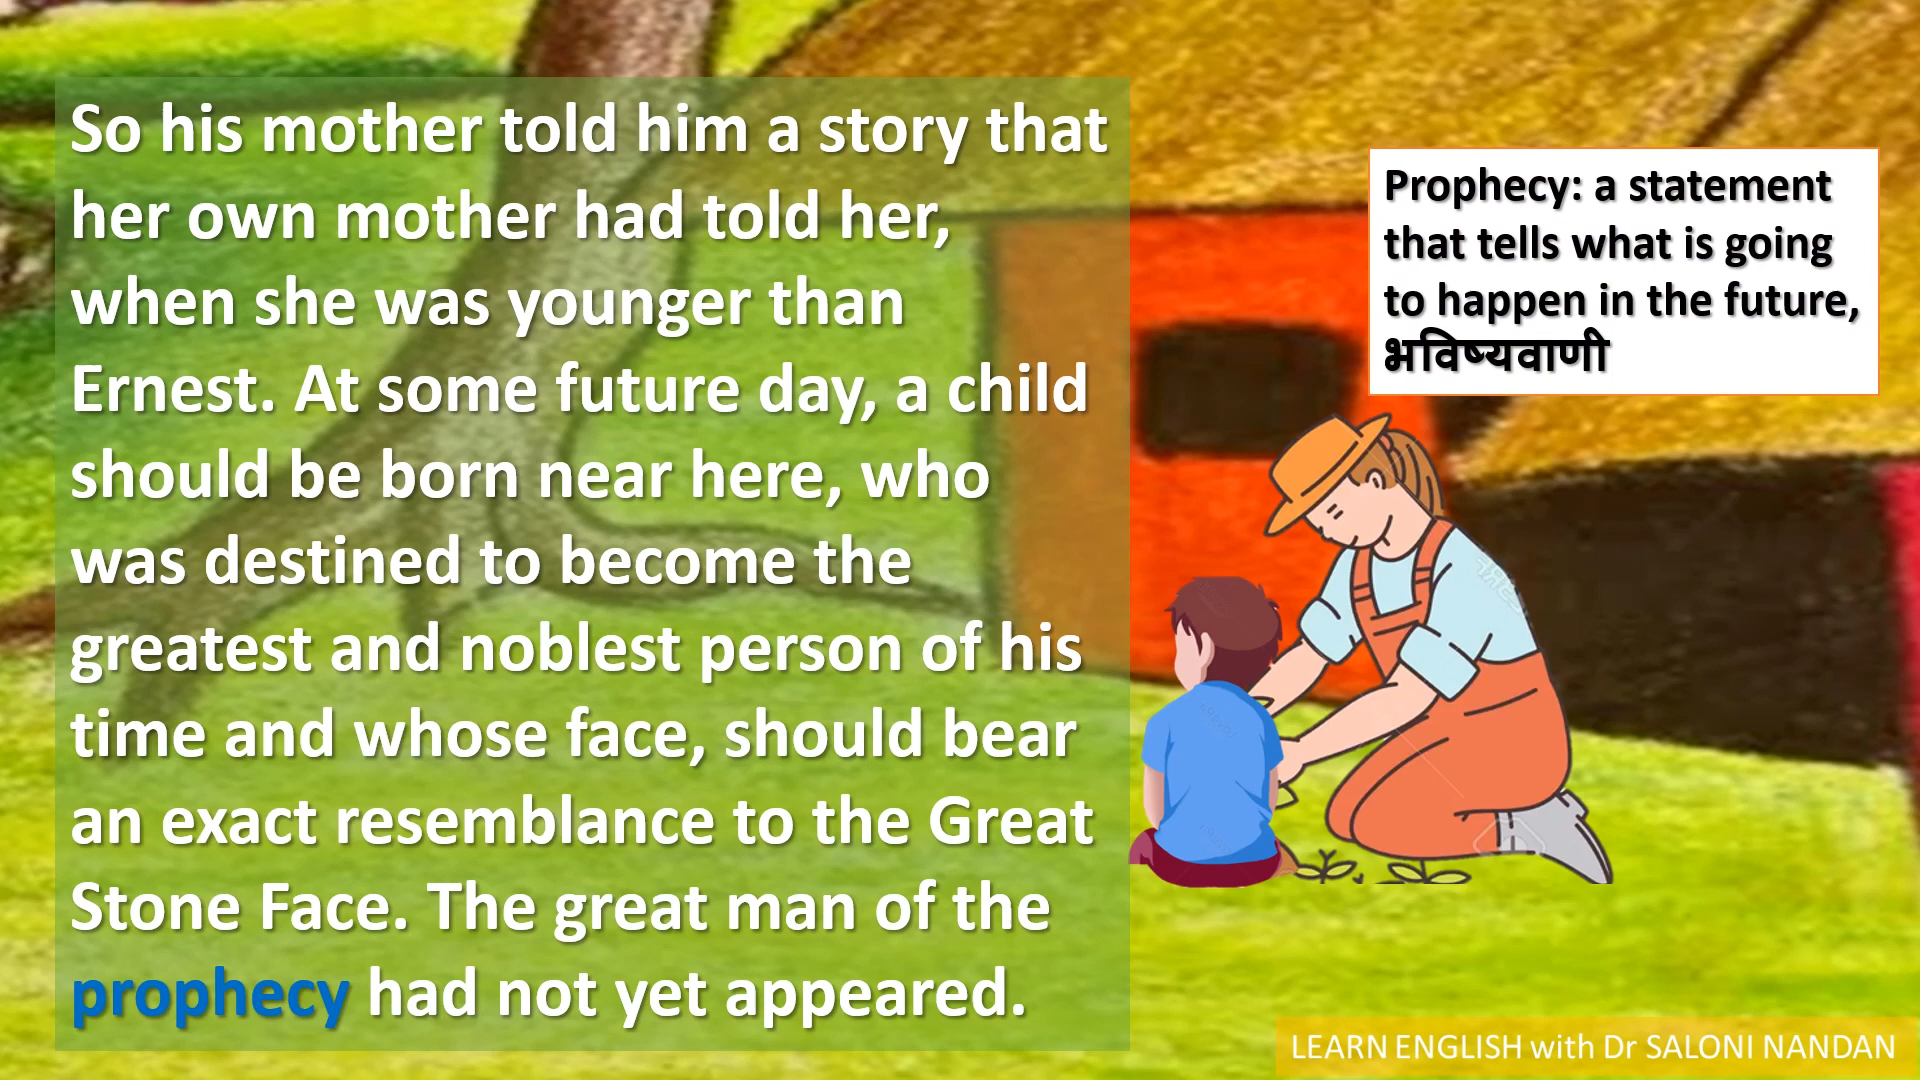 So his mother told him a story that
her own mother had told her,
when she was younger than
Ernest. At some future day, a child
should be born near here, who
was destined to become the
greatest and noblest person of his
time and whose face, should bear
an exact resemblance to the Great
Stone Face. The great man of the
prophecy had not yet appeared.
Prophecy: a statement
that tells what is going
to happen in the future,
भविष्यवाणी
LEARN ENGLISH with Dr SALONI NANDAN